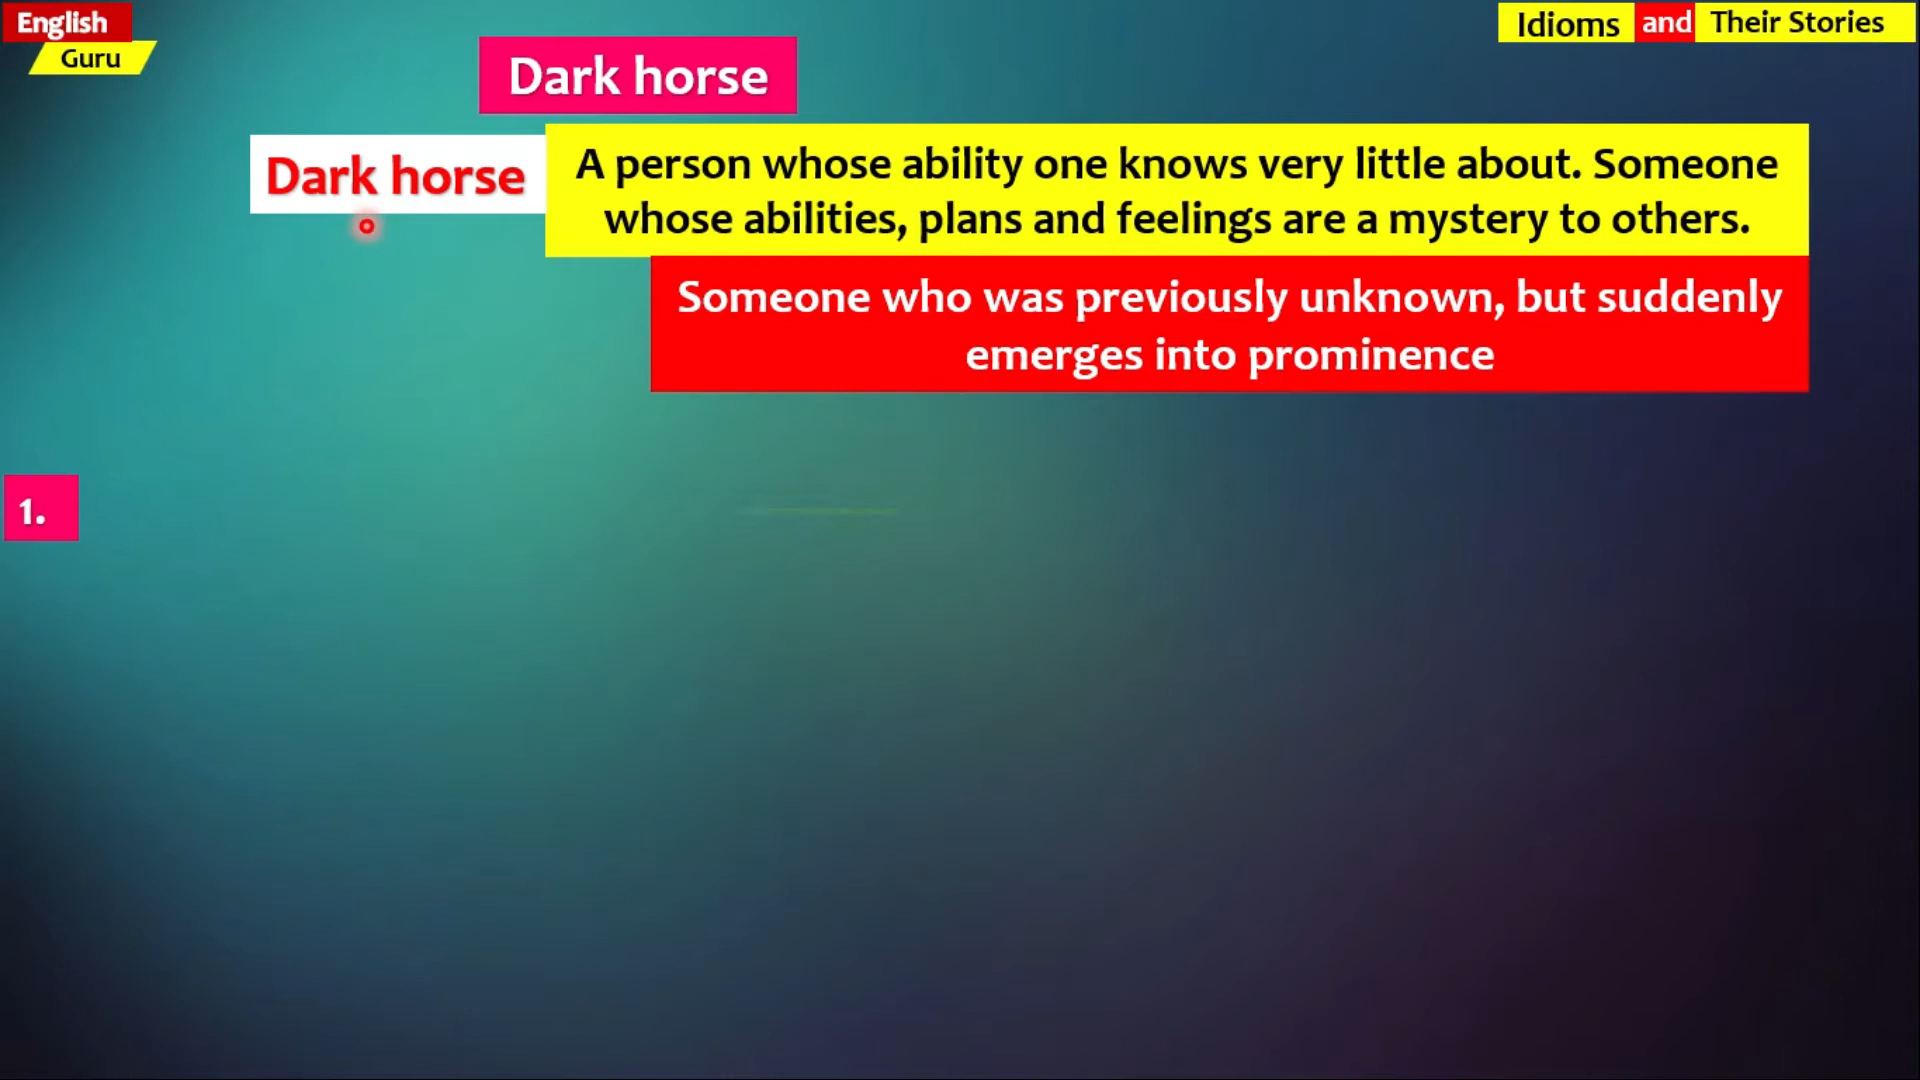 English
Guru
Idioms and Their Stories
Dark horse
Dark horse
A person whose ability one knows very little about. Someone
whose abilities, plans and feelings are a mystery to others.
Someone who was previously unknown, but suddenly
emerges into prominence
1.